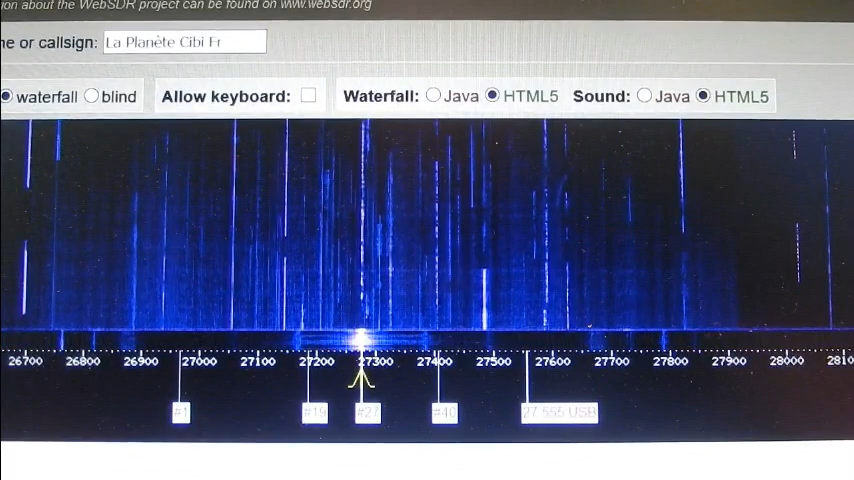 ion about the WebSDR project can be found on www.websdr.org
ne or callsign: La Planète Cibi Fr
waterfall blind Allow keyboard: Waterfall: Java HTML5 Sound: Java HTML5
26700 26800 26900 27000 27100 27200 27300 27400 27500 27600 27700 27800 27900 28000 2810
#1 #19 #27 #40 27.555 USB